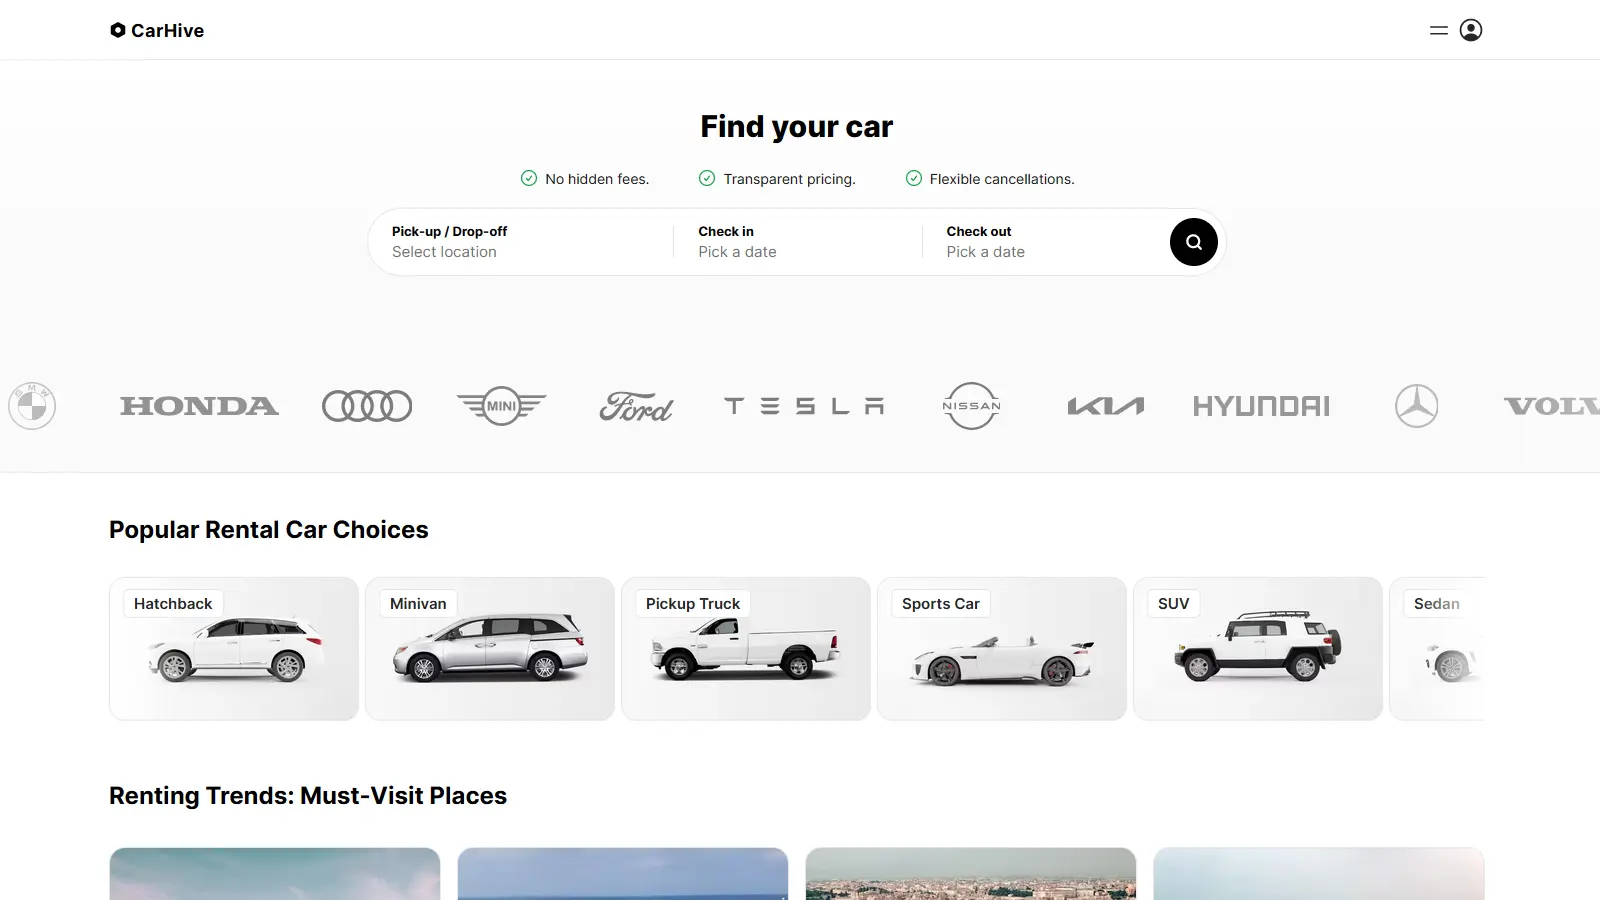 CarHive
Find your car
No hidden fees.
Transparent pricing.
Flexible cancellations.
Pick-up / Drop-off
Select location
Check in
Pick a date
Check out
Pick a date
BMW
HONDA
MINI
Ford
TESLA
NISSAN
KIA
HYUNDAI
VOLV
Popular Rental Car Choices
Hatchback
Minivan
Pickup Truck
Sports Car
SUV
Sedan
Renting Trends: Must-Visit Places